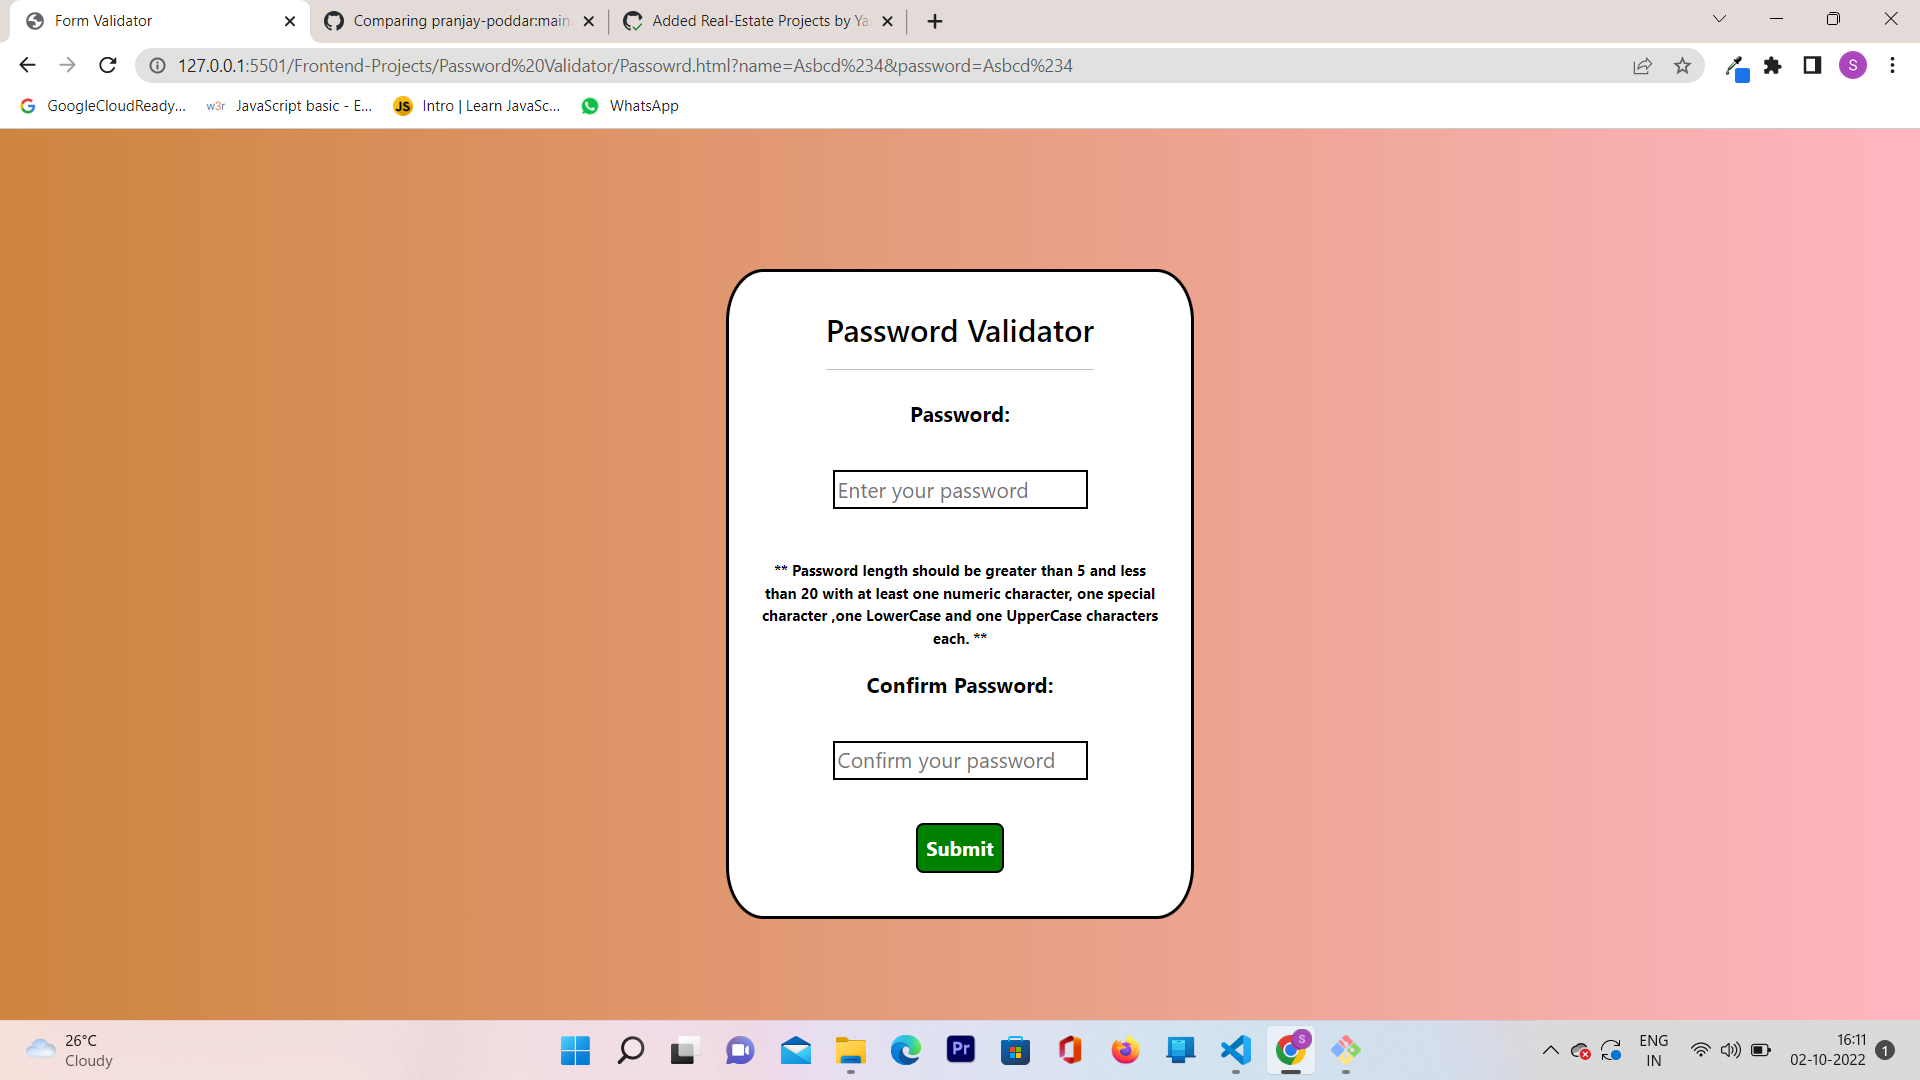 Form Validator
Comparing pranjay-poddar:main
Added Real-Estate Projects by Ya
127.0.0.1:5501/Frontend-Projects/Password%20Validator/Passowrd.html?name=Asbcd%234&password=Asbcd%234
S
GoogleCloudReady...
w3r
JavaScript basic - E...
JS
Intro | Learn JavaSc...
WhatsApp
Password Validator
Password:
Enter your password
** Password length should be greater than 5 and less
than 20 with at least one numeric character, one special
character ,one LowerCase and one UpperCase characters
each. **
Confirm Password:
Confirm your password
Submit
26°C
Cloudy
Pr
S
ENG
IN
16:11
02-10-2022
1